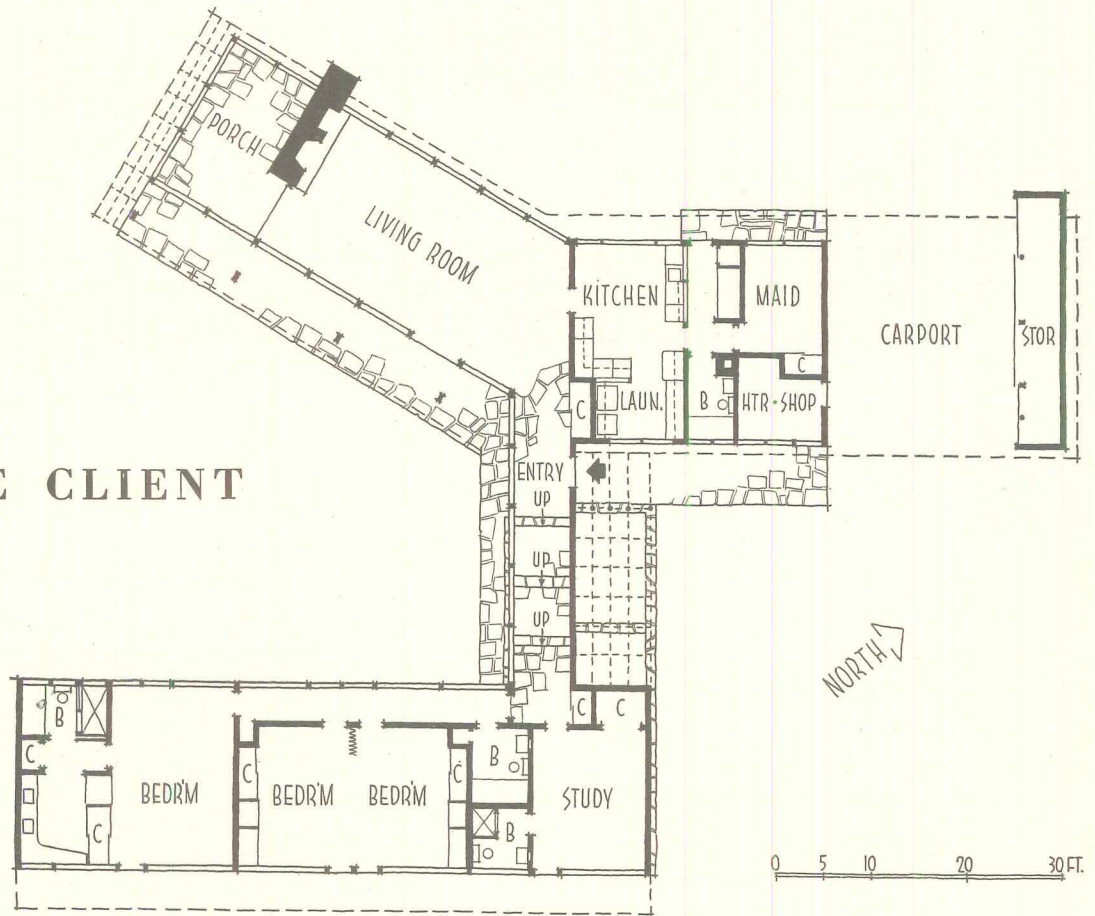 PORCH
LIVING ROOM
KITCHEN
MAID
CARPORT
STOR
C
C
LAUN.
B
HTR·SHOP
E CLIENT
ENTRY
UP
UP
UP
NORTH
B
C
C
C
BEDR'M
C
C
BEDR'M
BEDR'M
C
B
B
STUDY
0 5 10 20 30 FT.